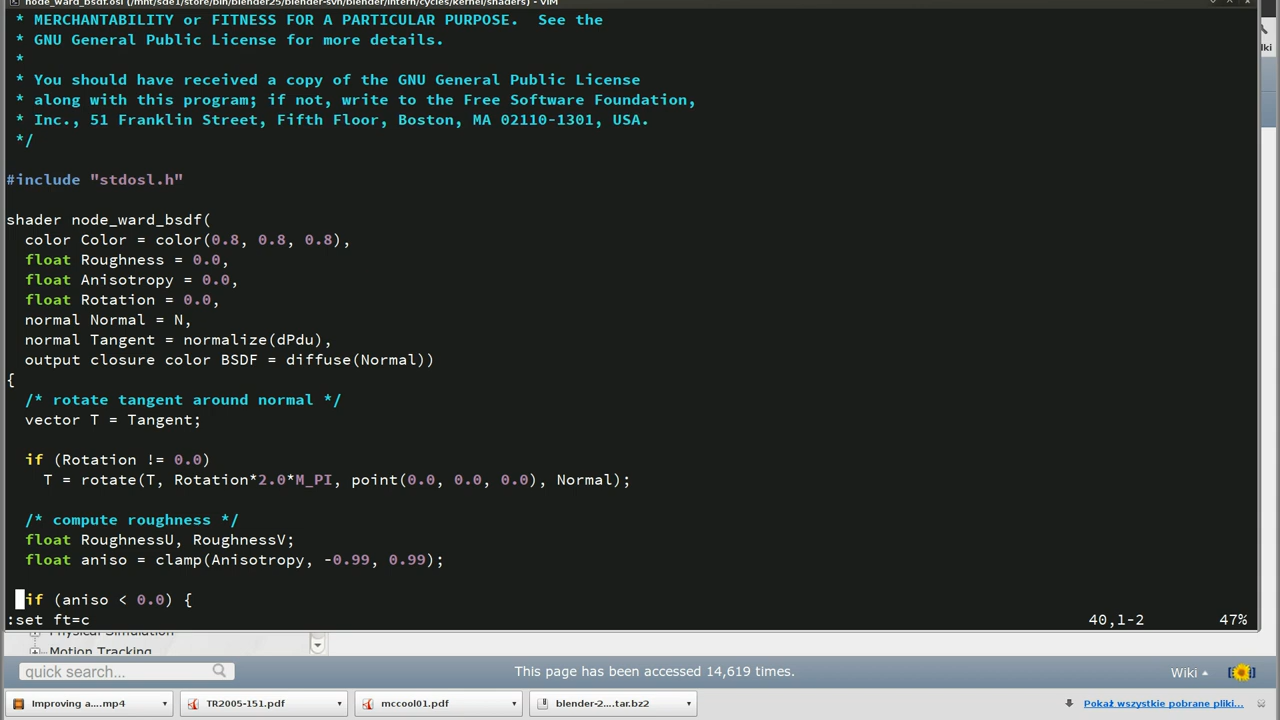 node_ward_bsdf.osl (/mnt/sde1/store/bin/blender25/blender-svn/blender/intern/cycles/kernel/shaders) - VIM
* MERCHANTABILITY or FITNESS FOR A PARTICULAR PURPOSE.  See the
* GNU General Public License for more details.
*
* You should have received a copy of the GNU General Public License
* along with this program; if not, write to the Free Software Foundation,
* Inc., 51 Franklin Street, Fifth Floor, Boston, MA 02110-1301, USA.
*/
#include "stdosl.h"
shader node_ward_bsdf(
color Color = color(0.8, 0.8, 0.8),
float Roughness = 0.0,
float Anisotropy = 0.0,
float Rotation = 0.0,
normal Normal = N,
normal Tangent = normalize(dPdu),
output closure color BSDF = diffuse(Normal))
{
/* rotate tangent around normal */
vector T = Tangent;
if (Rotation != 0.0)
T = rotate(T, Rotation*2.0*M_PI, point(0.0, 0.0, 0.0), Normal);
/* compute roughness */
float RoughnessU, RoughnessV;
float aniso = clamp(Anisotropy, -0.99, 0.99);
if (aniso < 0.0) {
:set ft=c 40,1-2 47%
lki
Physical Simulation
Motion Tracking
quick search... This page has been accessed 14,619 times. Wiki
Improving a....mp4 TR2005-151.pdf mccool01.pdf blender-2....tar.bz2 Pokaż wszystkie pobrane pliki...